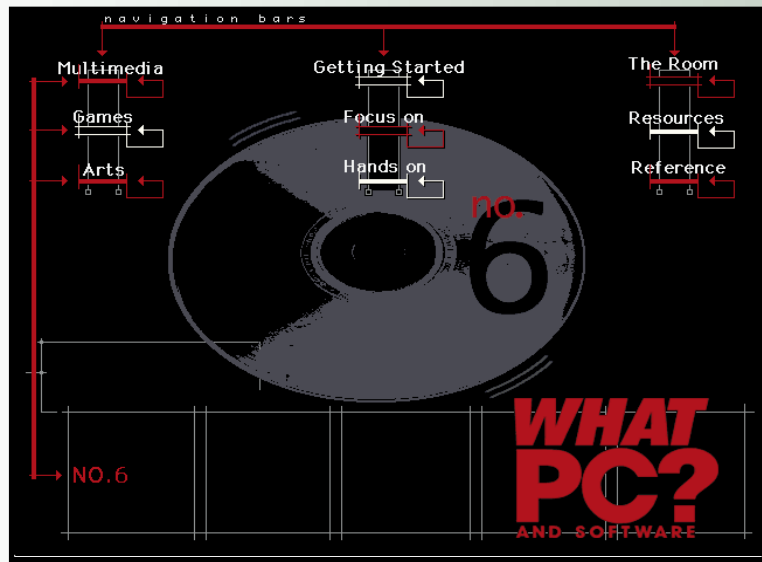 navigation bars
Multimedia
Getting Started
The Room
Games
Focus on
Resources
Arts
Hands on
Reference
no.
6
NO.6
WHAT
PC?
AND SOFTWARE